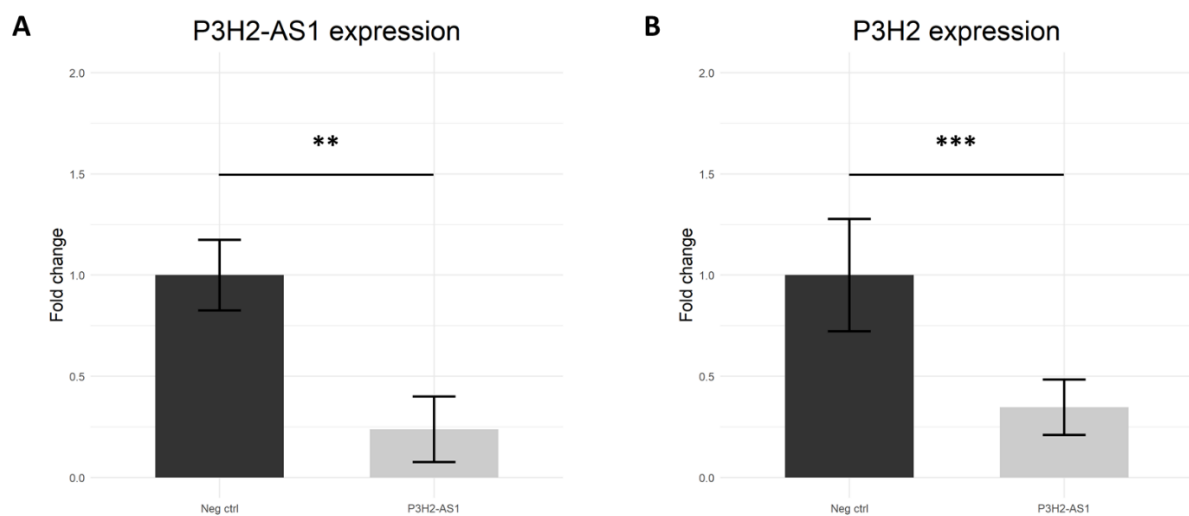 A
P3H2-AS1 expression
Fold change
2.0
1.5
1.0
0.5
0.0
**
Neg ctrl
P3H2-AS1
B
P3H2 expression
Fold change
2.0
1.5
1.0
0.5
0.0
***
Neg ctrl
P3H2-AS1